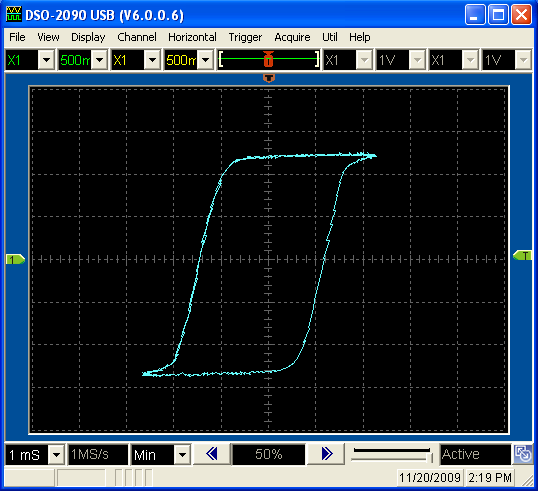 DSO-2090 USB (V6.0.0.6)
File View Display Channel Horizontal Trigger Acquire Util Help
X1 500m X1 500m X1 1V X1 1V
1 T
1 mS 1MS/s Min 50% Active
11/20/2009 2:19 PM